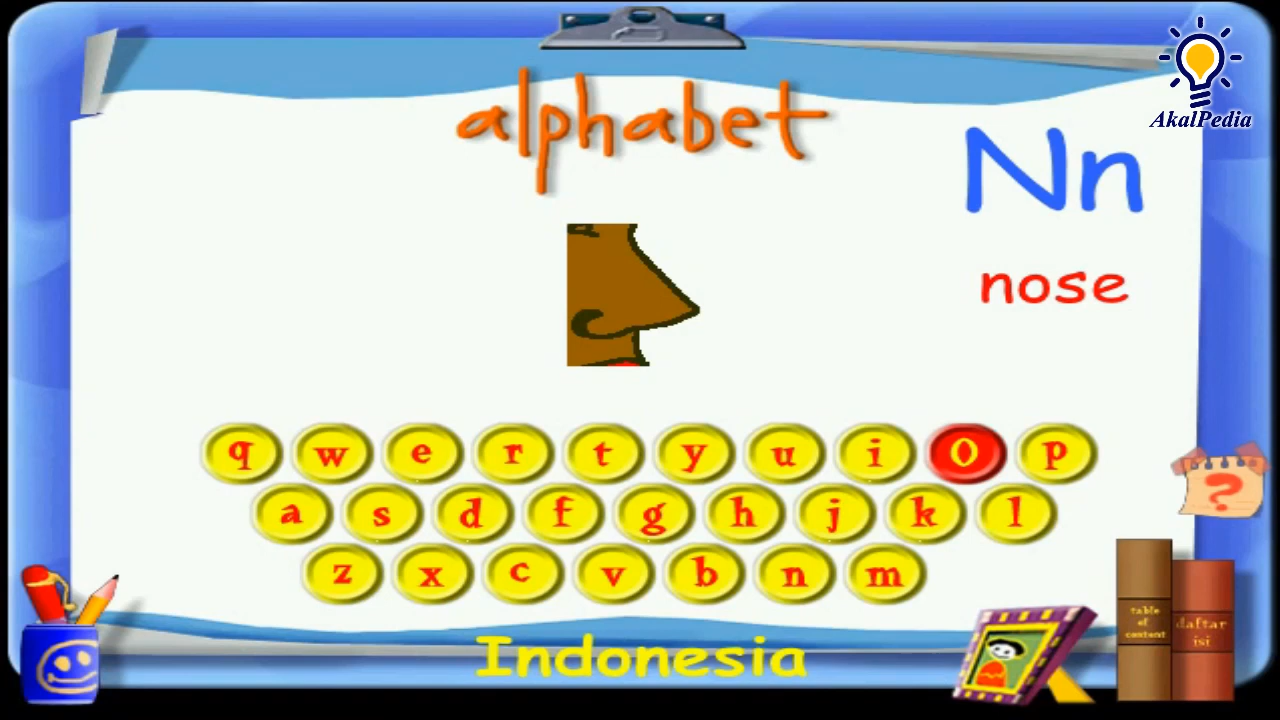 AkalPedia
alphabet
Nn
nose
q w e r t y u i O p
a s d f g h j k l
z x c v b n m
?
table
of
content
daftar
isi
Indonesia